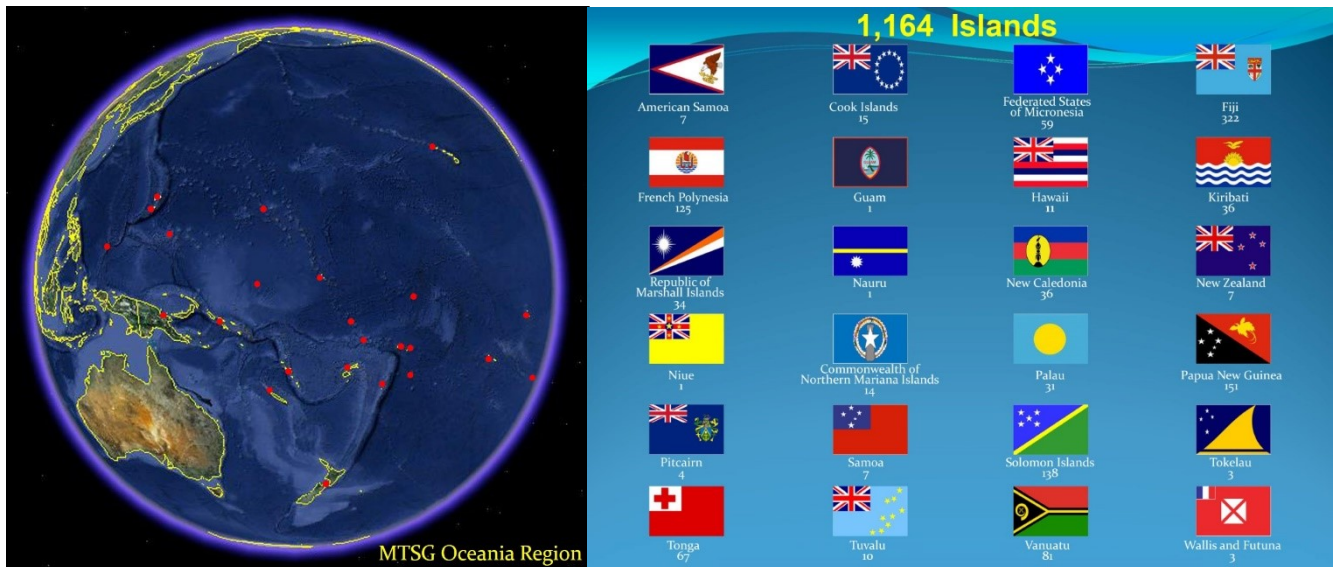 MTSG Oceania Region
1,164 Islands
American Samoa
7
Cook Islands
15
Federated States
of Micronesia
59
Fiji
322
French Polynesia
125
Guam
1
Hawaii
11
Kiribati
36
Republic of
Marshall Islands
34
Nauru
1
New Caledonia
36
New Zealand
7
Niue
1
Commonwealth of
Northern Mariana Islands
14
Palau
31
Papua New Guinea
151
Pitcairn
4
Samoa
7
Solomon Islands
138
Tokelau
3
Tonga
67
Tuvalu
10
Vanuatu
81
Wallis and Futuna
3